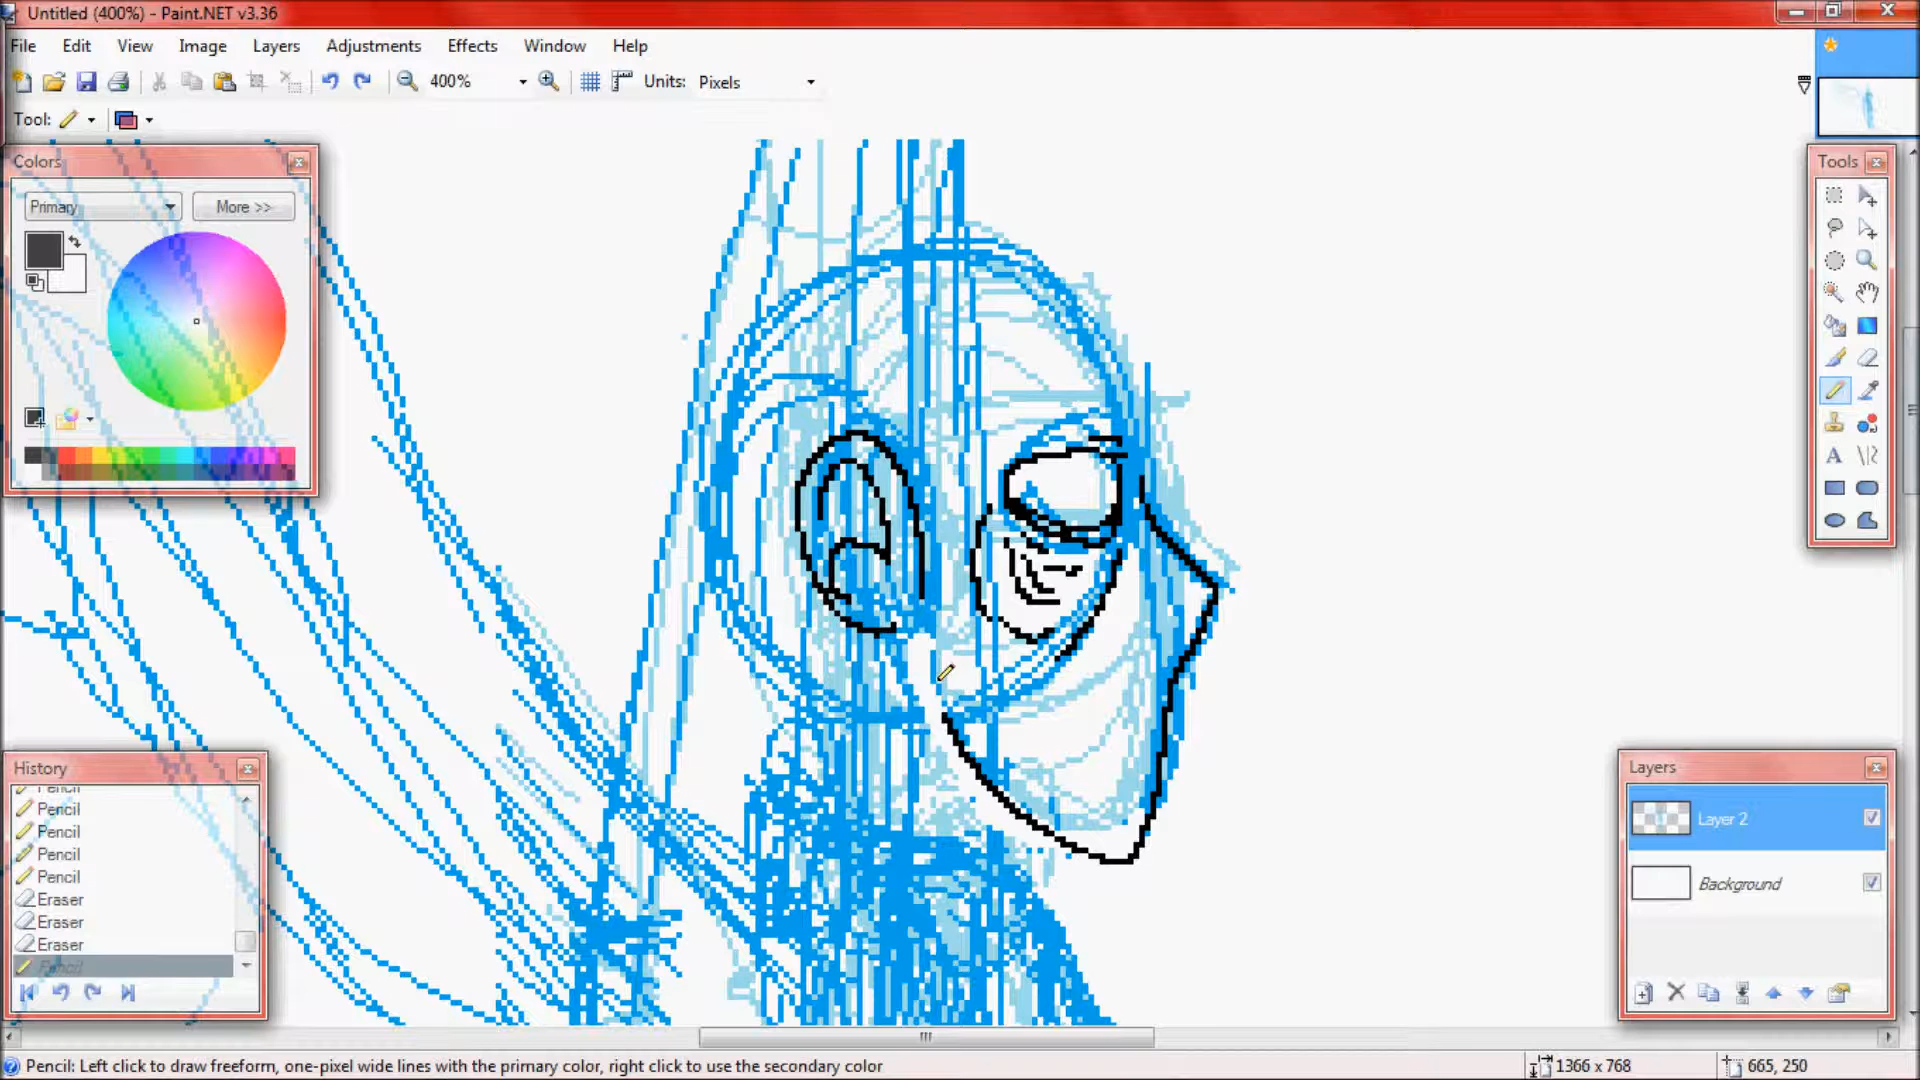 Untitled (400%) - Paint.NET v3.36
File Edit View Image Layers Adjustments Effects Window Help
400% Units: Pixels
Tool:
Colors
Primary More >>
Tools
History
Pencil
Pencil
Pencil
Pencil
Pencil
Eraser
Eraser
Eraser
Pencil
Layers
Layer 2
Background
Pencil: Left click to draw freeform, one-pixel wide lines with the primary color, right click to use the secondary color
1366 x 768
665, 250